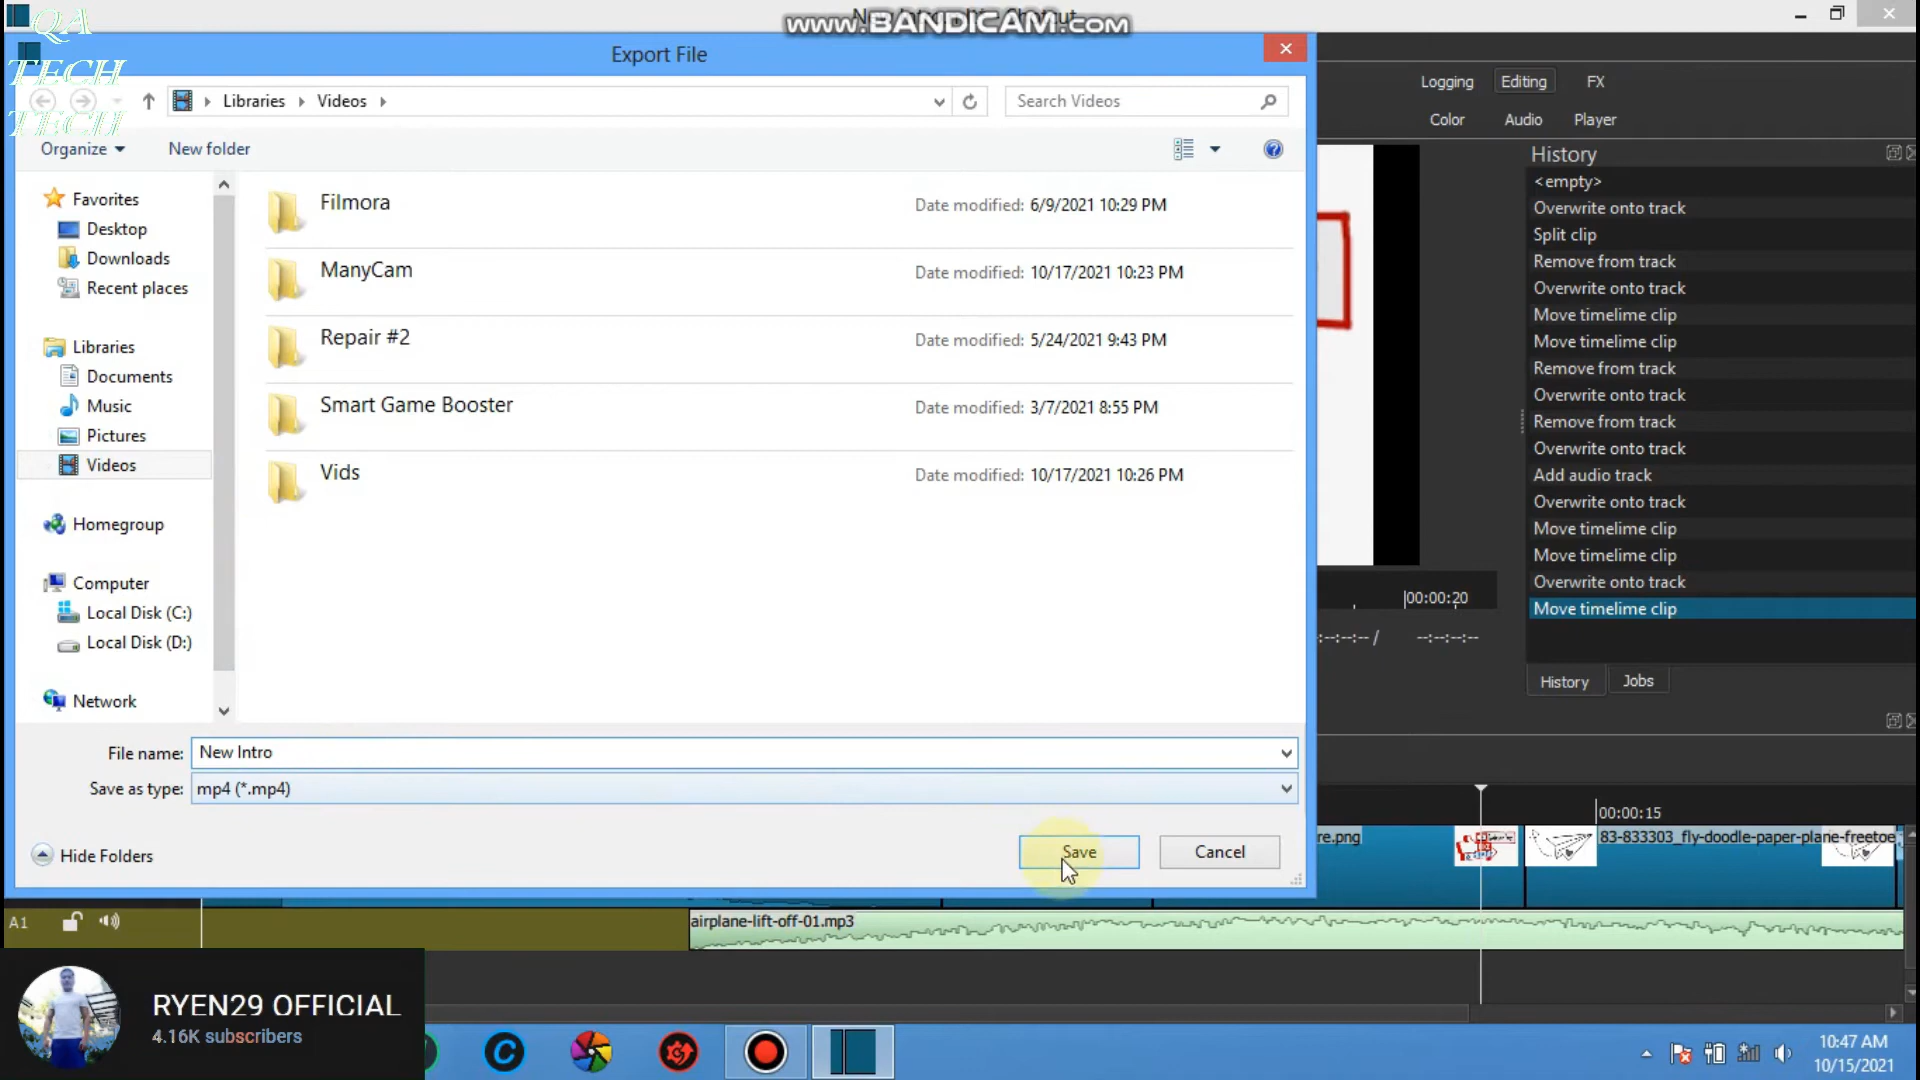 QA
TECH
TECH
www.BANDICAM.com
Export File
Libraries
Videos
Search Videos
Organize
New folder
Favorites
Desktop
Downloads
Recent places
Libraries
Documents
Music
Pictures
Videos
Homegroup
Computer
Local Disk (C:)
Local Disk (D:)
Network
Filmora
Date modified: 6/9/2021 10:29 PM
ManyCam
Date modified: 10/17/2021 10:23 PM
Repair #2
Date modified: 5/24/2021 9:43 PM
Smart Game Booster
Date modified: 3/7/2021 8:55 PM
Vids
Date modified: 10/17/2021 10:26 PM
File name: New Intro
Save as type: mp4 (*.mp4)
Hide Folders
Save
Cancel
Logging
Editing
FX
Color
Audio
Player
History
<empty>
Overwrite onto track
Split clip
Remove from track
Overwrite onto track
Move timelime clip
Move timelime clip
Remove from track
Overwrite onto track
Remove from track
Overwrite onto track
Add audio track
Overwrite onto track
Move timelime clip
Move timelime clip
Overwrite onto track
Move timelime clip
00:00:20
--:--:-- /
--:--:--:--
History
Jobs
00:00:15
re.png
83-833303_fly-doodle-paper-plane-freetoe
A1
airplane-lift-off-01.mp3
RYEN29 OFFICIAL
4.16K subscribers
10:47 AM
10/15/2021